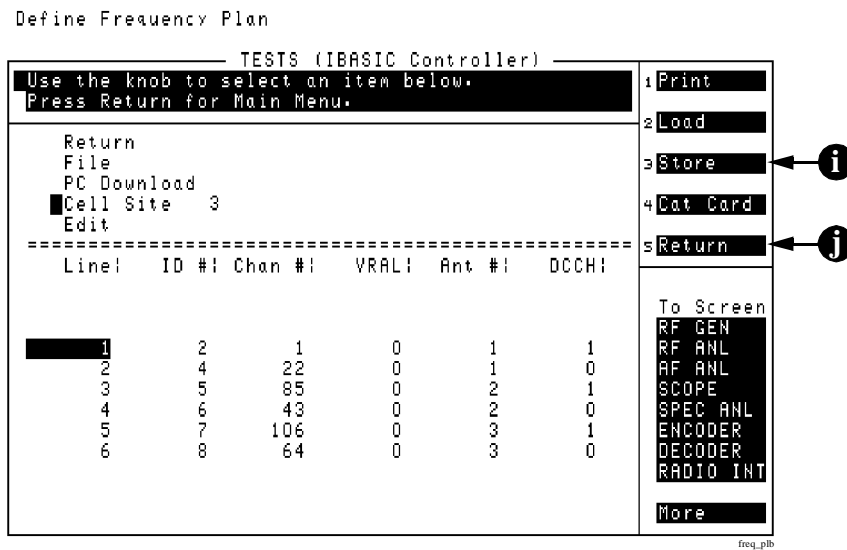 Define Frequency Plan
TESTS (IBASIC Controller)
Use the knob to select an item below.
Press Return for Main Menu.
1 Print
2 Load
3 Store
i
4 Cat Card
5 Return
j
Return
File
PC Download
Cell Site 3
Edit
==============================================
Line¦ ID #¦ Chan #¦ VRAL¦ Ant #¦ DCCH¦
1 2 1 0 1 1
2 4 22 0 1 0
3 5 85 0 2 1
4 6 43 0 2 0
5 7 106 0 3 1
6 8 64 0 3 0
To Screen
RF GEN
RF ANL
AF ANL
SCOPE
SPEC ANL
ENCODER
DECODER
RADIO INT
More
freq_plb